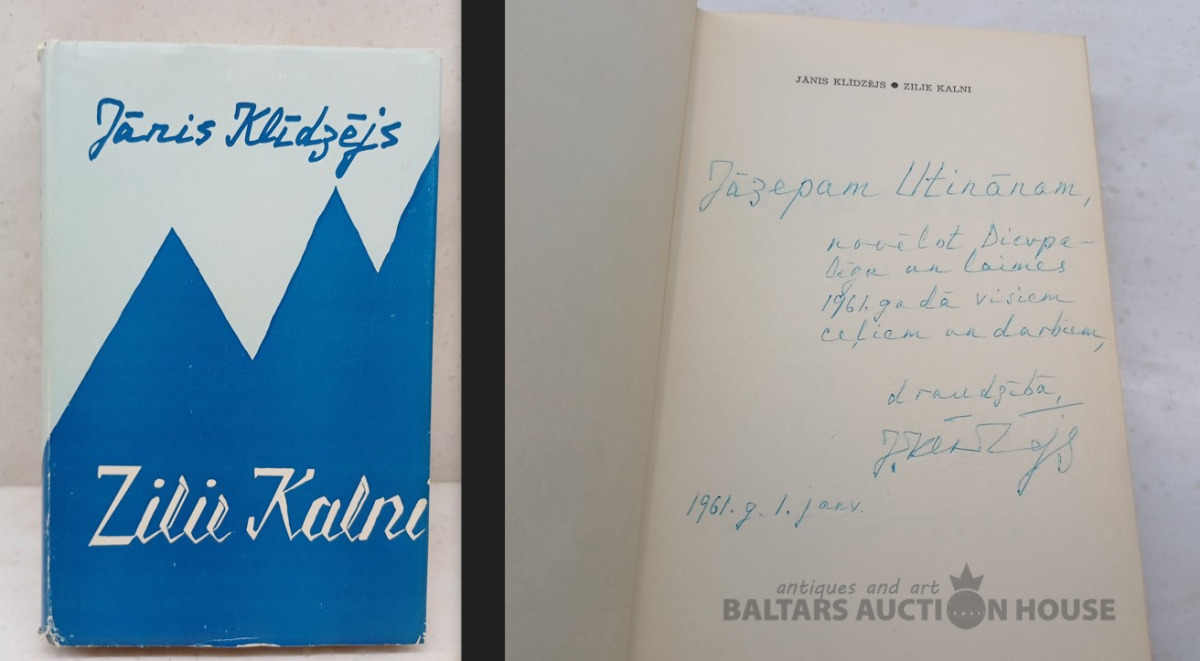 Jānis Klīdzējs
Zilie Kalni
JĀNIS KLĪDZĒJS ● ZILIE KALNI
Jāzepam Utinānam,
novēlot Dievpa-
līgu un laimes
1961. gadā visiem
ceļiem un darbiem,
draudzībā,
J. Klīdzējs
1961. g. 1. janv.
antiques and art
BALTARS AUCTION HOUSE